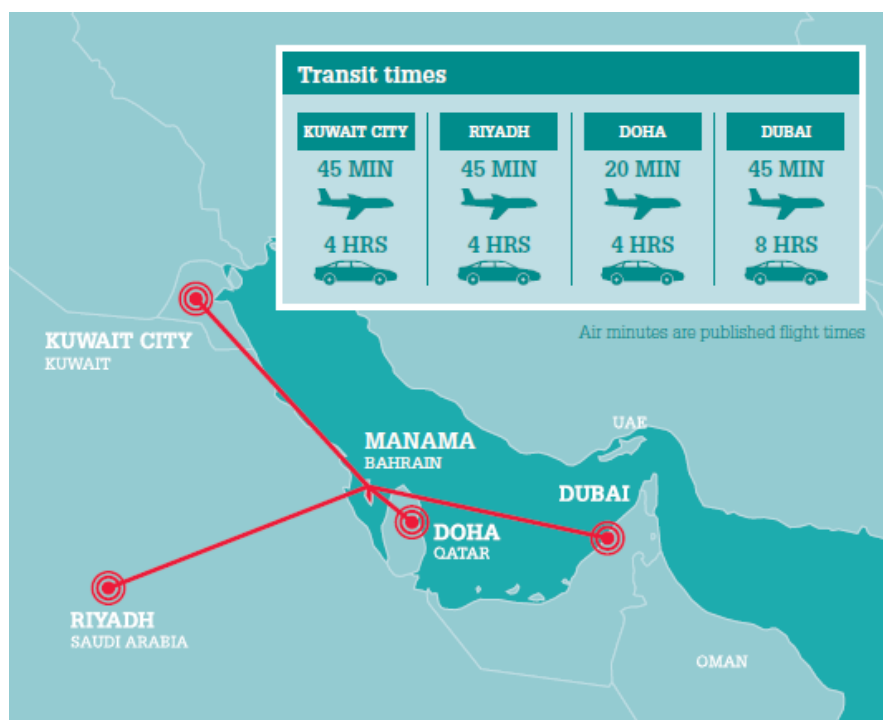 Transit times
KUWAIT CITY RIYADH DOHA DUBAI
45 MIN 45 MIN 20 MIN 45 MIN
4 HRS 4 HRS 4 HRS 8 HRS
Air minutes are published flight times
KUWAIT CITY
KUWAIT
MANAMA
BAHRAIN
UAE
DUBAI
DOHA
QATAR
RIYADH
SAUDI ARABIA
OMAN